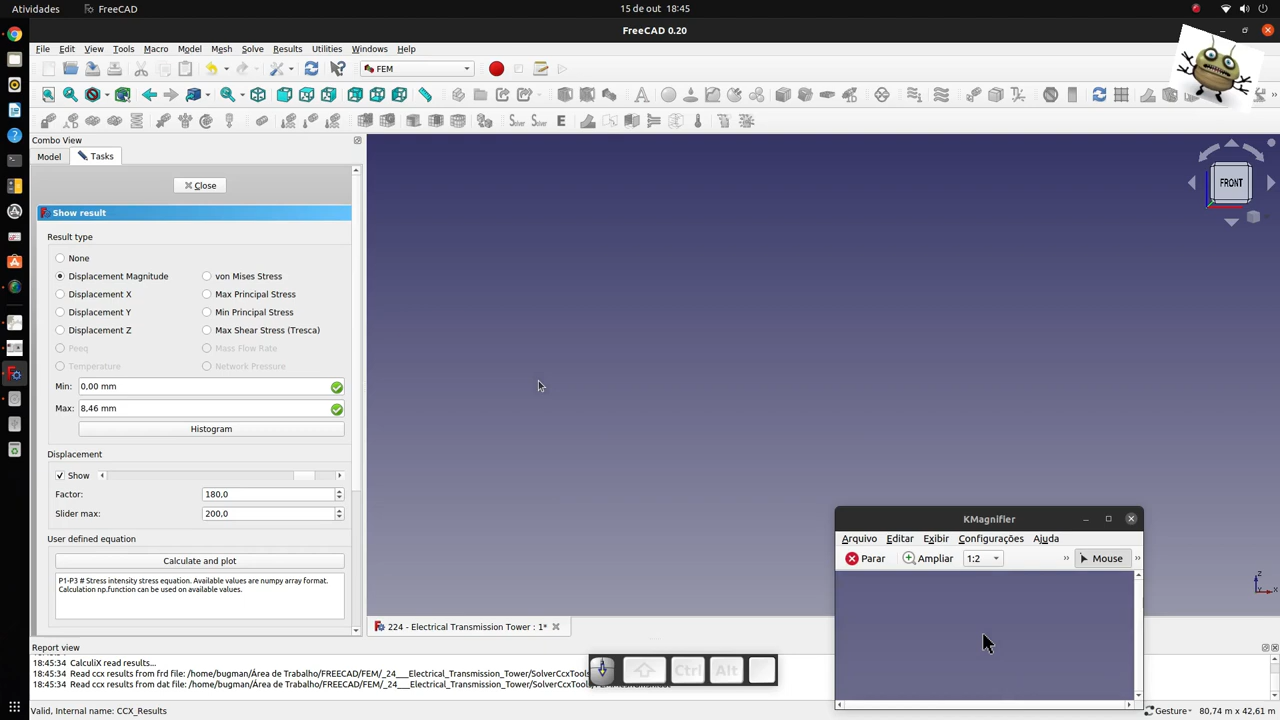 Atividades FreeCAD 15 de out 18:45
FreeCAD 0.20
File Edit View Tools Macro Model Mesh Solve Results Utilities Windows Help
FEM
Solver Solver E
Combo View
Model Tasks
Close
FRONT
Show result
Result type
None
Displacement Magnitude von Mises Stress
Displacement X Max Principal Stress
Displacement Y Min Principal Stress
Displacement Z Max Shear Stress (Tresca)
Peeq Mass Flow Rate
Temperature Network Pressure
Min: 0,00 mm
Max: 8,46 mm
Histogram
Displacement
Show
Factor: 180,0
Slider max: 200,0
User defined equation
Calculate and plot
P1-P3 # Stress intensity stress equation. Available values are numpy array format.
Calculation np.function can be used on available values.
KMagnifier
Arquivo Editar Exibir Configurações Ajuda
Parar Ampliar 1:2 Mouse
Z
X
224 - Electrical Transmission Tower : 1*
Report view
18:45:34 CalculiX read results...
18:45:34 Read ccx results from frd file: /home/bugman/Área de Trabalho/FREECAD/FEM/_24___Electrical_Transmission_Tower/SolverCcxTools
18:45:34 Read ccx results from dat file: /home/bugman/Área de Trabalho/FREECAD/FEM/_24___Electrical_Transmission_Tower/SolverCcxTools
Ctrl Alt
Valid, Internal name: CCX_Results
Gesture 80,74 m x 42,61 m